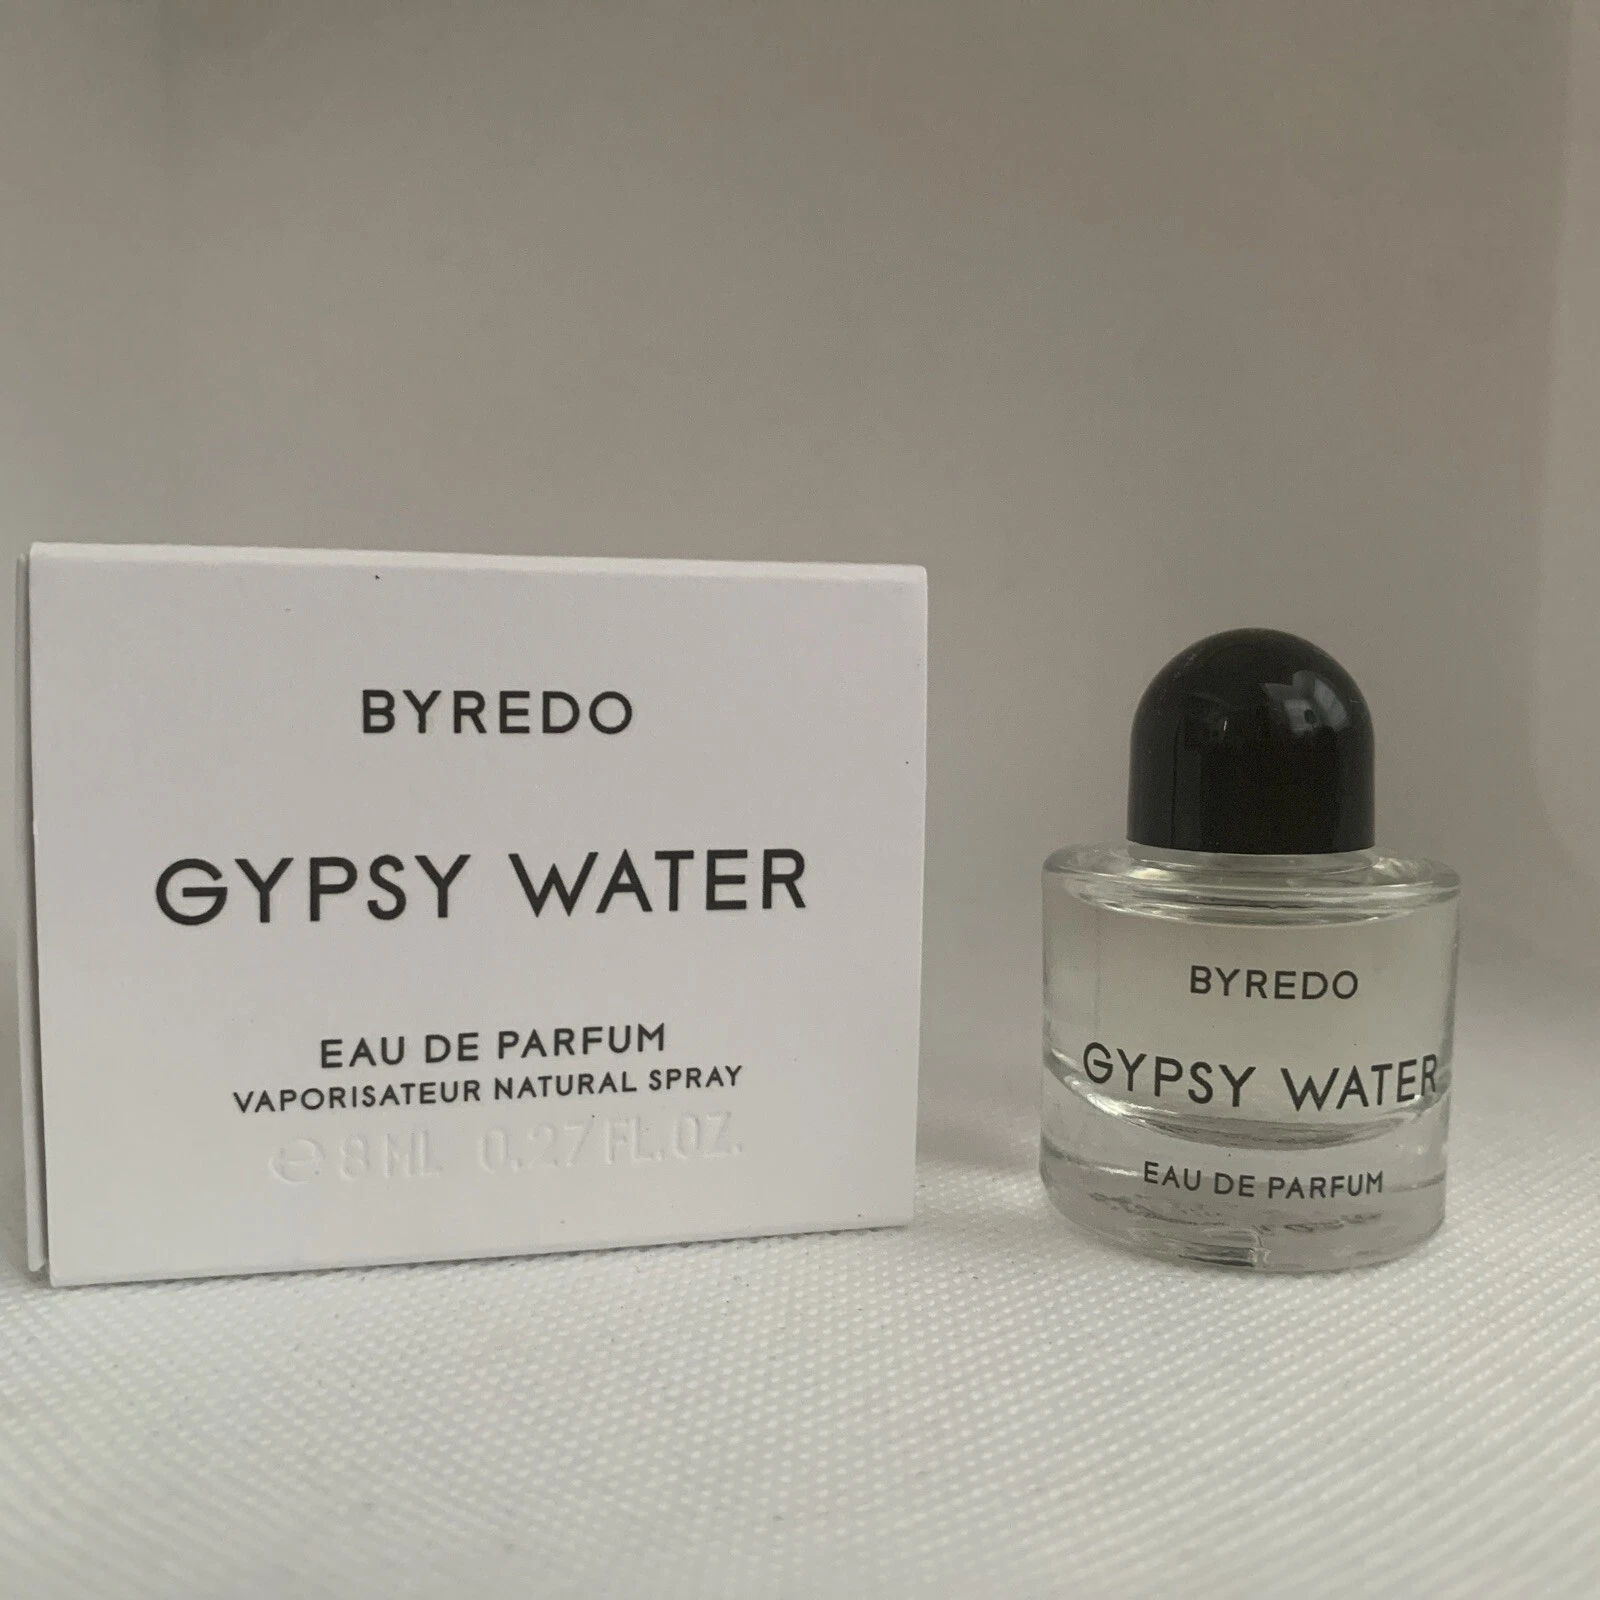 BYREDO
GYPSY WATER
EAU DE PARFUM
VAPORISATEUR NATURAL SPRAY
℮ 8 ML 0.27/FL.OZ.
BYREDO
GYPSY WATER
EAU DE PARFUM